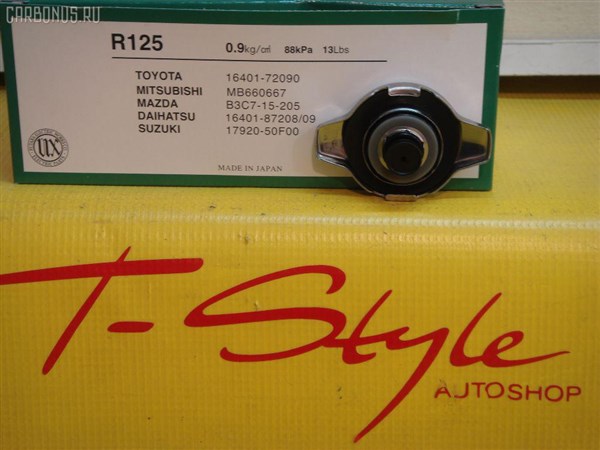 CARBONUS.RU
R125 0.9kg/c㎡ 88kPa 13Lbs
TOYOTA 16401-72090
MITSUBISHI MB660667
MAZDA B3C7-15-205
DAIHATSU 16401-87208/09
SUZUKI 17920-50F00
UX
MADE IN JAPAN
T-Style
AUTOSHOP